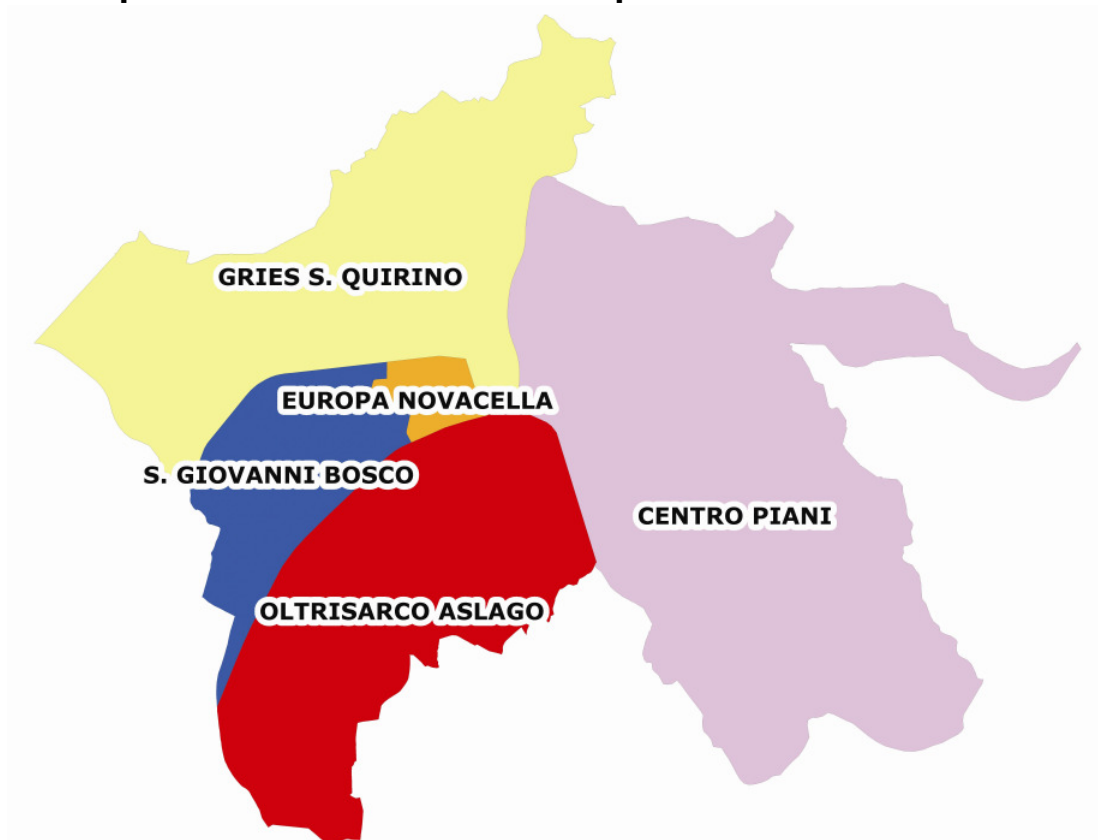 GRIES S. QUIRINO
EUROPA NOVACELLA
S. GIOVANNI BOSCO
CENTRO PIANI
OLTRISARCO ASLAGO